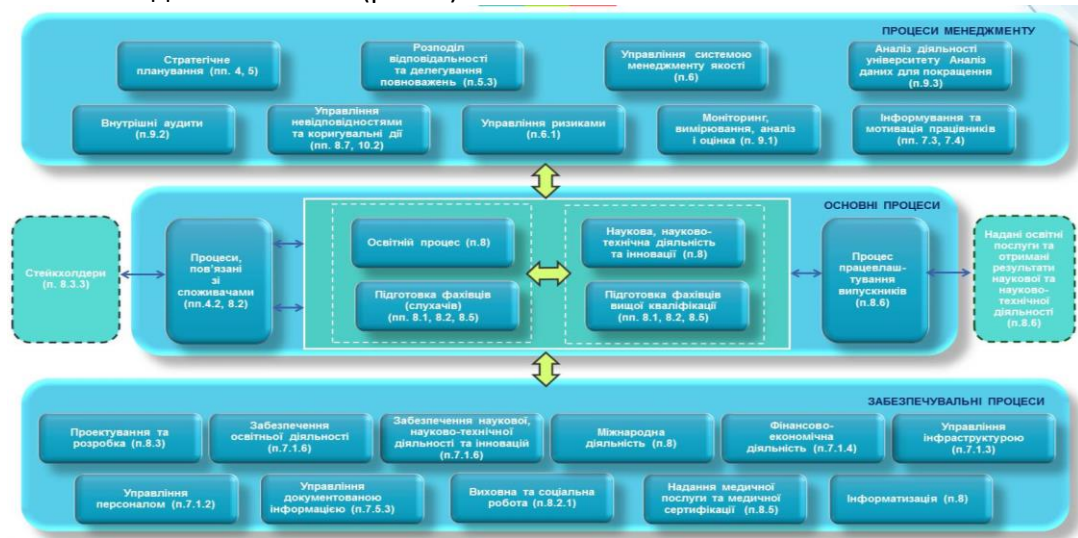 ПРОЦЕСИ МЕНЕДЖМЕНТУ
Стратегічне
планування (пп. 4, 5)
Розподіл
відповідальності
та делегування
повноважень (п.5.3)
Управління системою
менеджменту якості
(п.6)
Аналіз діяльності
університету Аналіз
даних для покращення
(п.9.3)
Внутрішні аудити
(п.9.2)
Управління
невідповідностями
та коригувальні дії
(пп. 8.7, 10.2)
Управління ризиками
(п.6.1)
Моніторинг,
вимірювання, аналіз
і оцінка (п. 9.1)
Інформування та
мотивація працівників
(пп. 7.3, 7.4)
ОСНОВНІ ПРОЦЕСИ
Стейкхолдери
(п. 8.3.3)
Процеси,
пов'язані
зі
споживачами
(пп.4.2, 8.2)
Освітній процес (п.8)
Наукова, науково-
технічна діяльність
та інновації (п.8)
Підготовка фахівців
(слухачів)
(пп. 8.1, 8.2, 8.5)
Підготовка фахівців
вищої кваліфікації
(пп. 8.1, 8.2, 8.5)
Процес
працевлаш-
тування
випускників
(п.8.6)
Надані освітні
послуги та
отримані
результати
наукової та
науково-
технічної
діяльності
(п.8.6)
ЗАБЕЗПЕЧУВАЛЬНІ ПРОЦЕСИ
Проектування та
розробка (п.8.3)
Забезпечення
освітньої діяльності
(п.7.1.6)
Забезпечення наукової,
науково-технічної
діяльності та інновацій
(п.7.1.6)
Міжнародна
діяльність (п.8)
Фінансово-
економічна
діяльність (п.7.1.4)
Управління
інфраструктурою
(п.7.1.3)
Управління
персоналом (п.7.1.2)
Управління
документованою
інформацією (п.7.5.3)
Виховна та соціальна
робота (п.8.2.1)
Надання медичної
послуги та медичної
сертифікації (п.8.5)
Інформатизація (п.8)